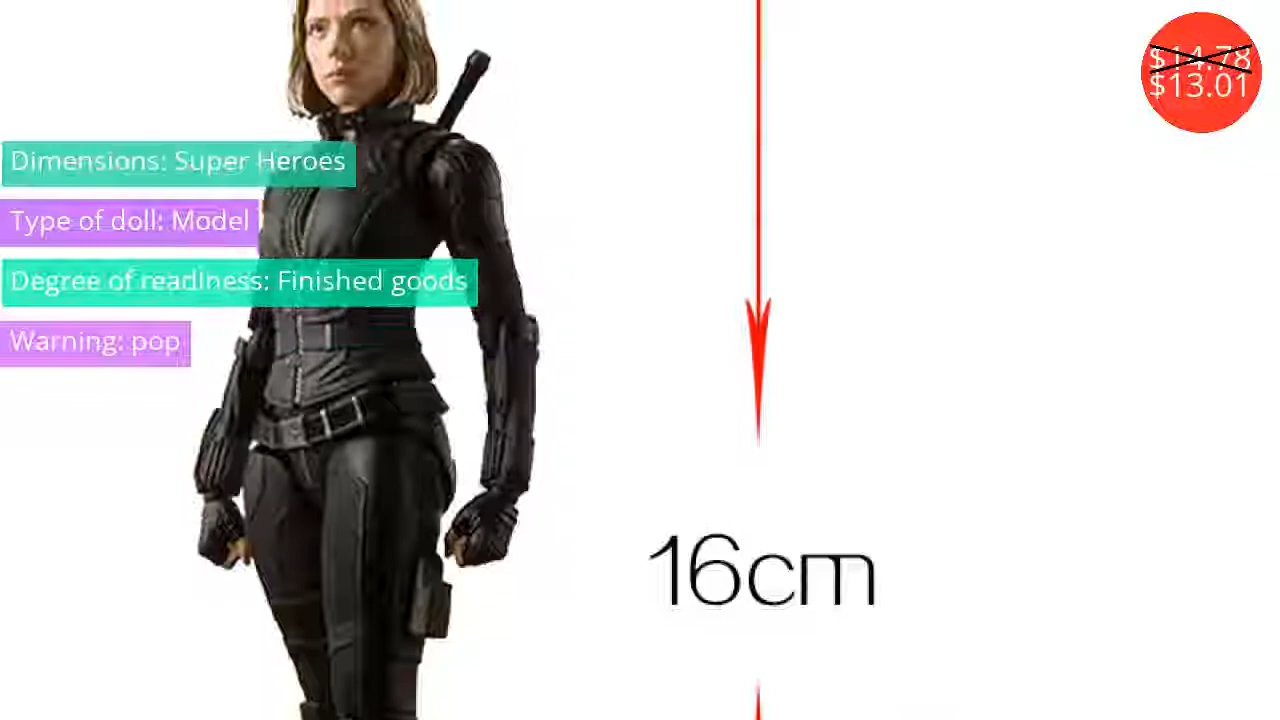 $14.78
$13.01
Dimensions: Super Heroes
Type of doll: Model
Degree of readiness: Finished goods
Warning: pop
16cm